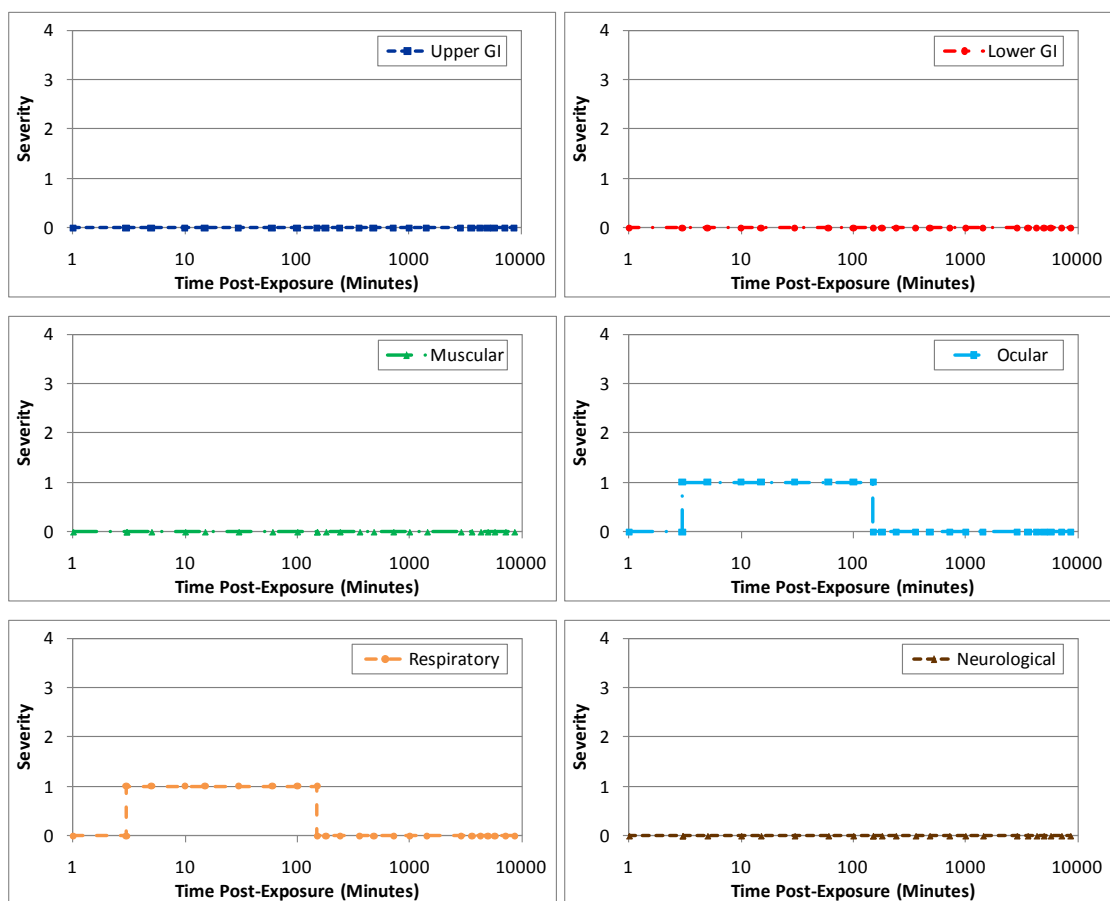 Upper GI
Severity
4
3
2
1
0
1 10 100 1000 10000
Time Post-Exposure (Minutes)
Lower GI
Severity
4
3
2
1
0
1 10 100 1000 10000
Time Post-Exposure (Minutes)
Muscular
Severity
4
3
2
1
0
1 10 100 1000 10000
Time Post-Exposure (Minutes)
Ocular
Severity
4
3
2
1
0
1 10 100 1000 10000
Time Post-Exposure (minutes)
Respiratory
Severity
4
3
2
1
0
1 10 100 1000 10000
Time Post-Exposure (Minutes)
Neurological
Severity
4
3
2
1
0
1 10 100 1000 10000
Time Post-Exposure (Minutes)